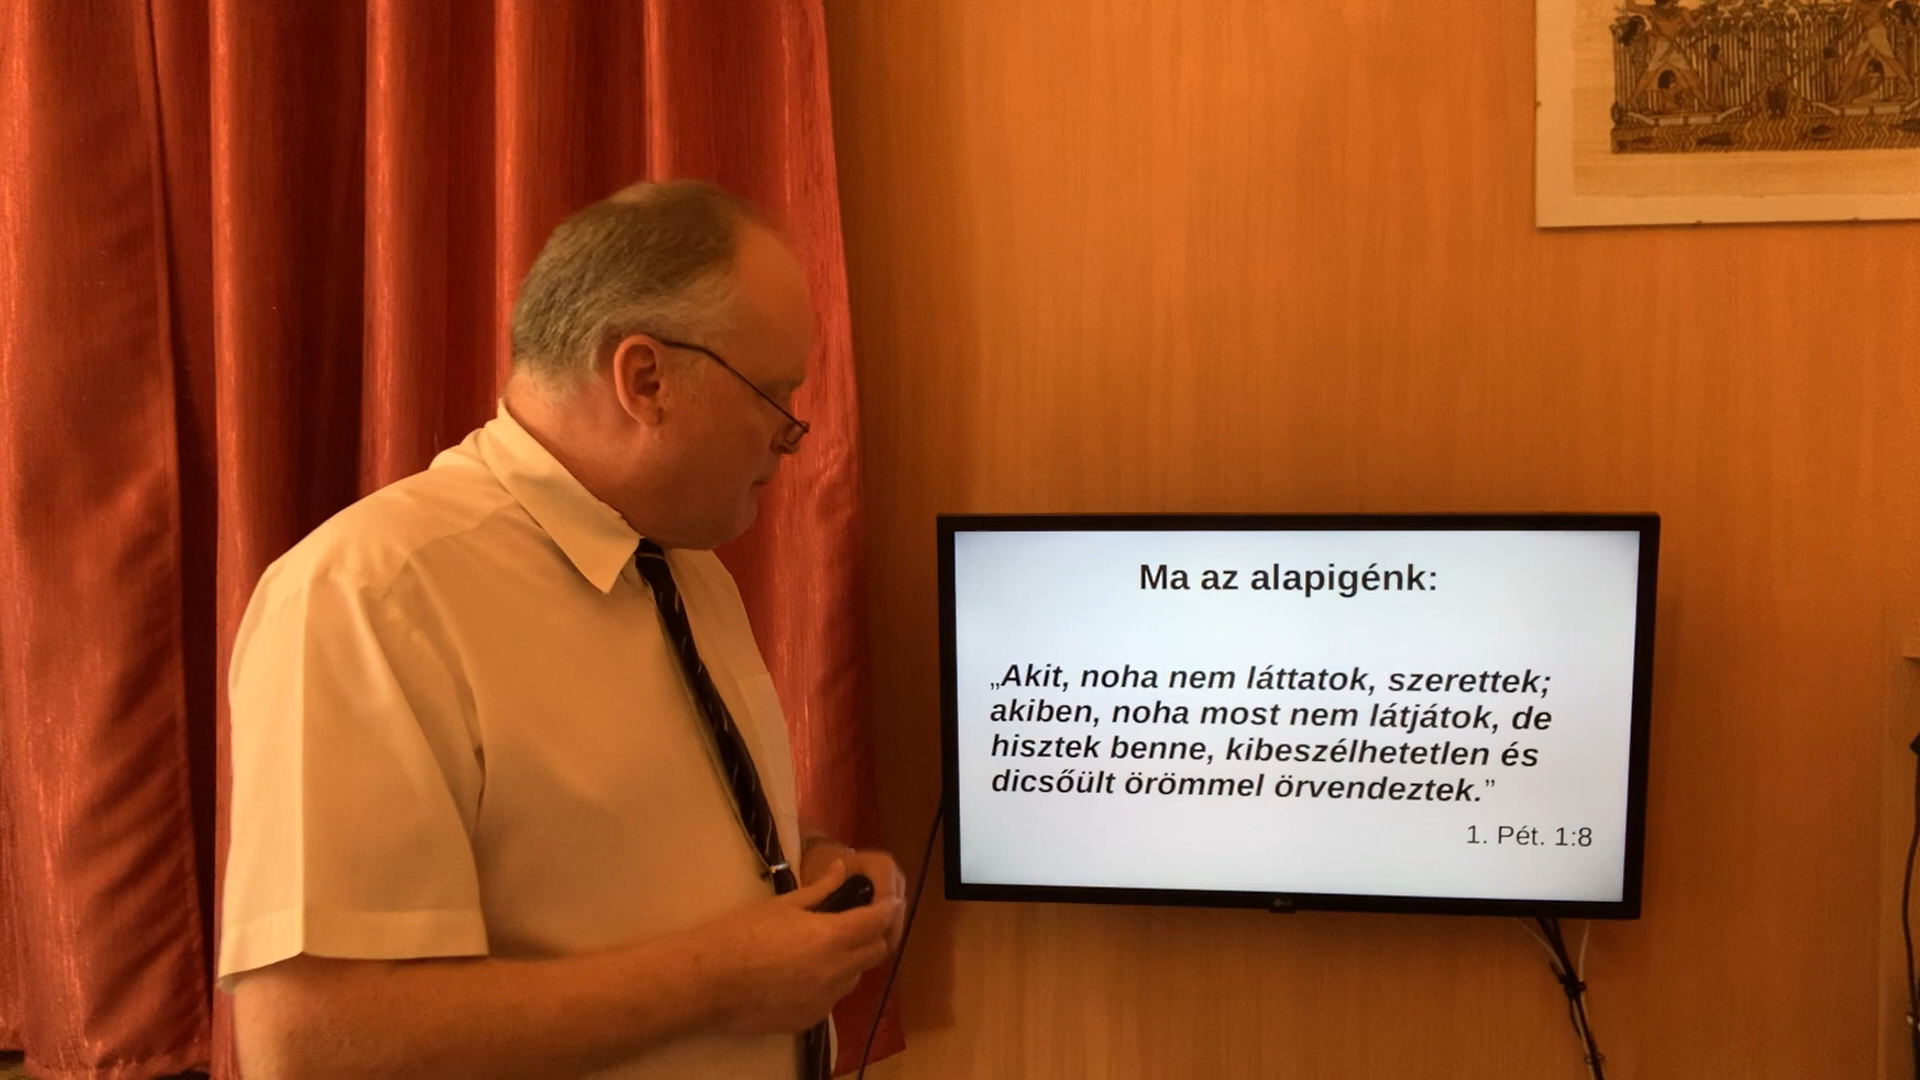 Ma az alapigénk:
„Akit, noha nem láttatok, szerettek;
akiben, noha most nem látjátok, de
hisztek benne, kibeszélhetetlen és
dicsőült örömmel örvendeztek.”
1. Pét. 1:8
LG